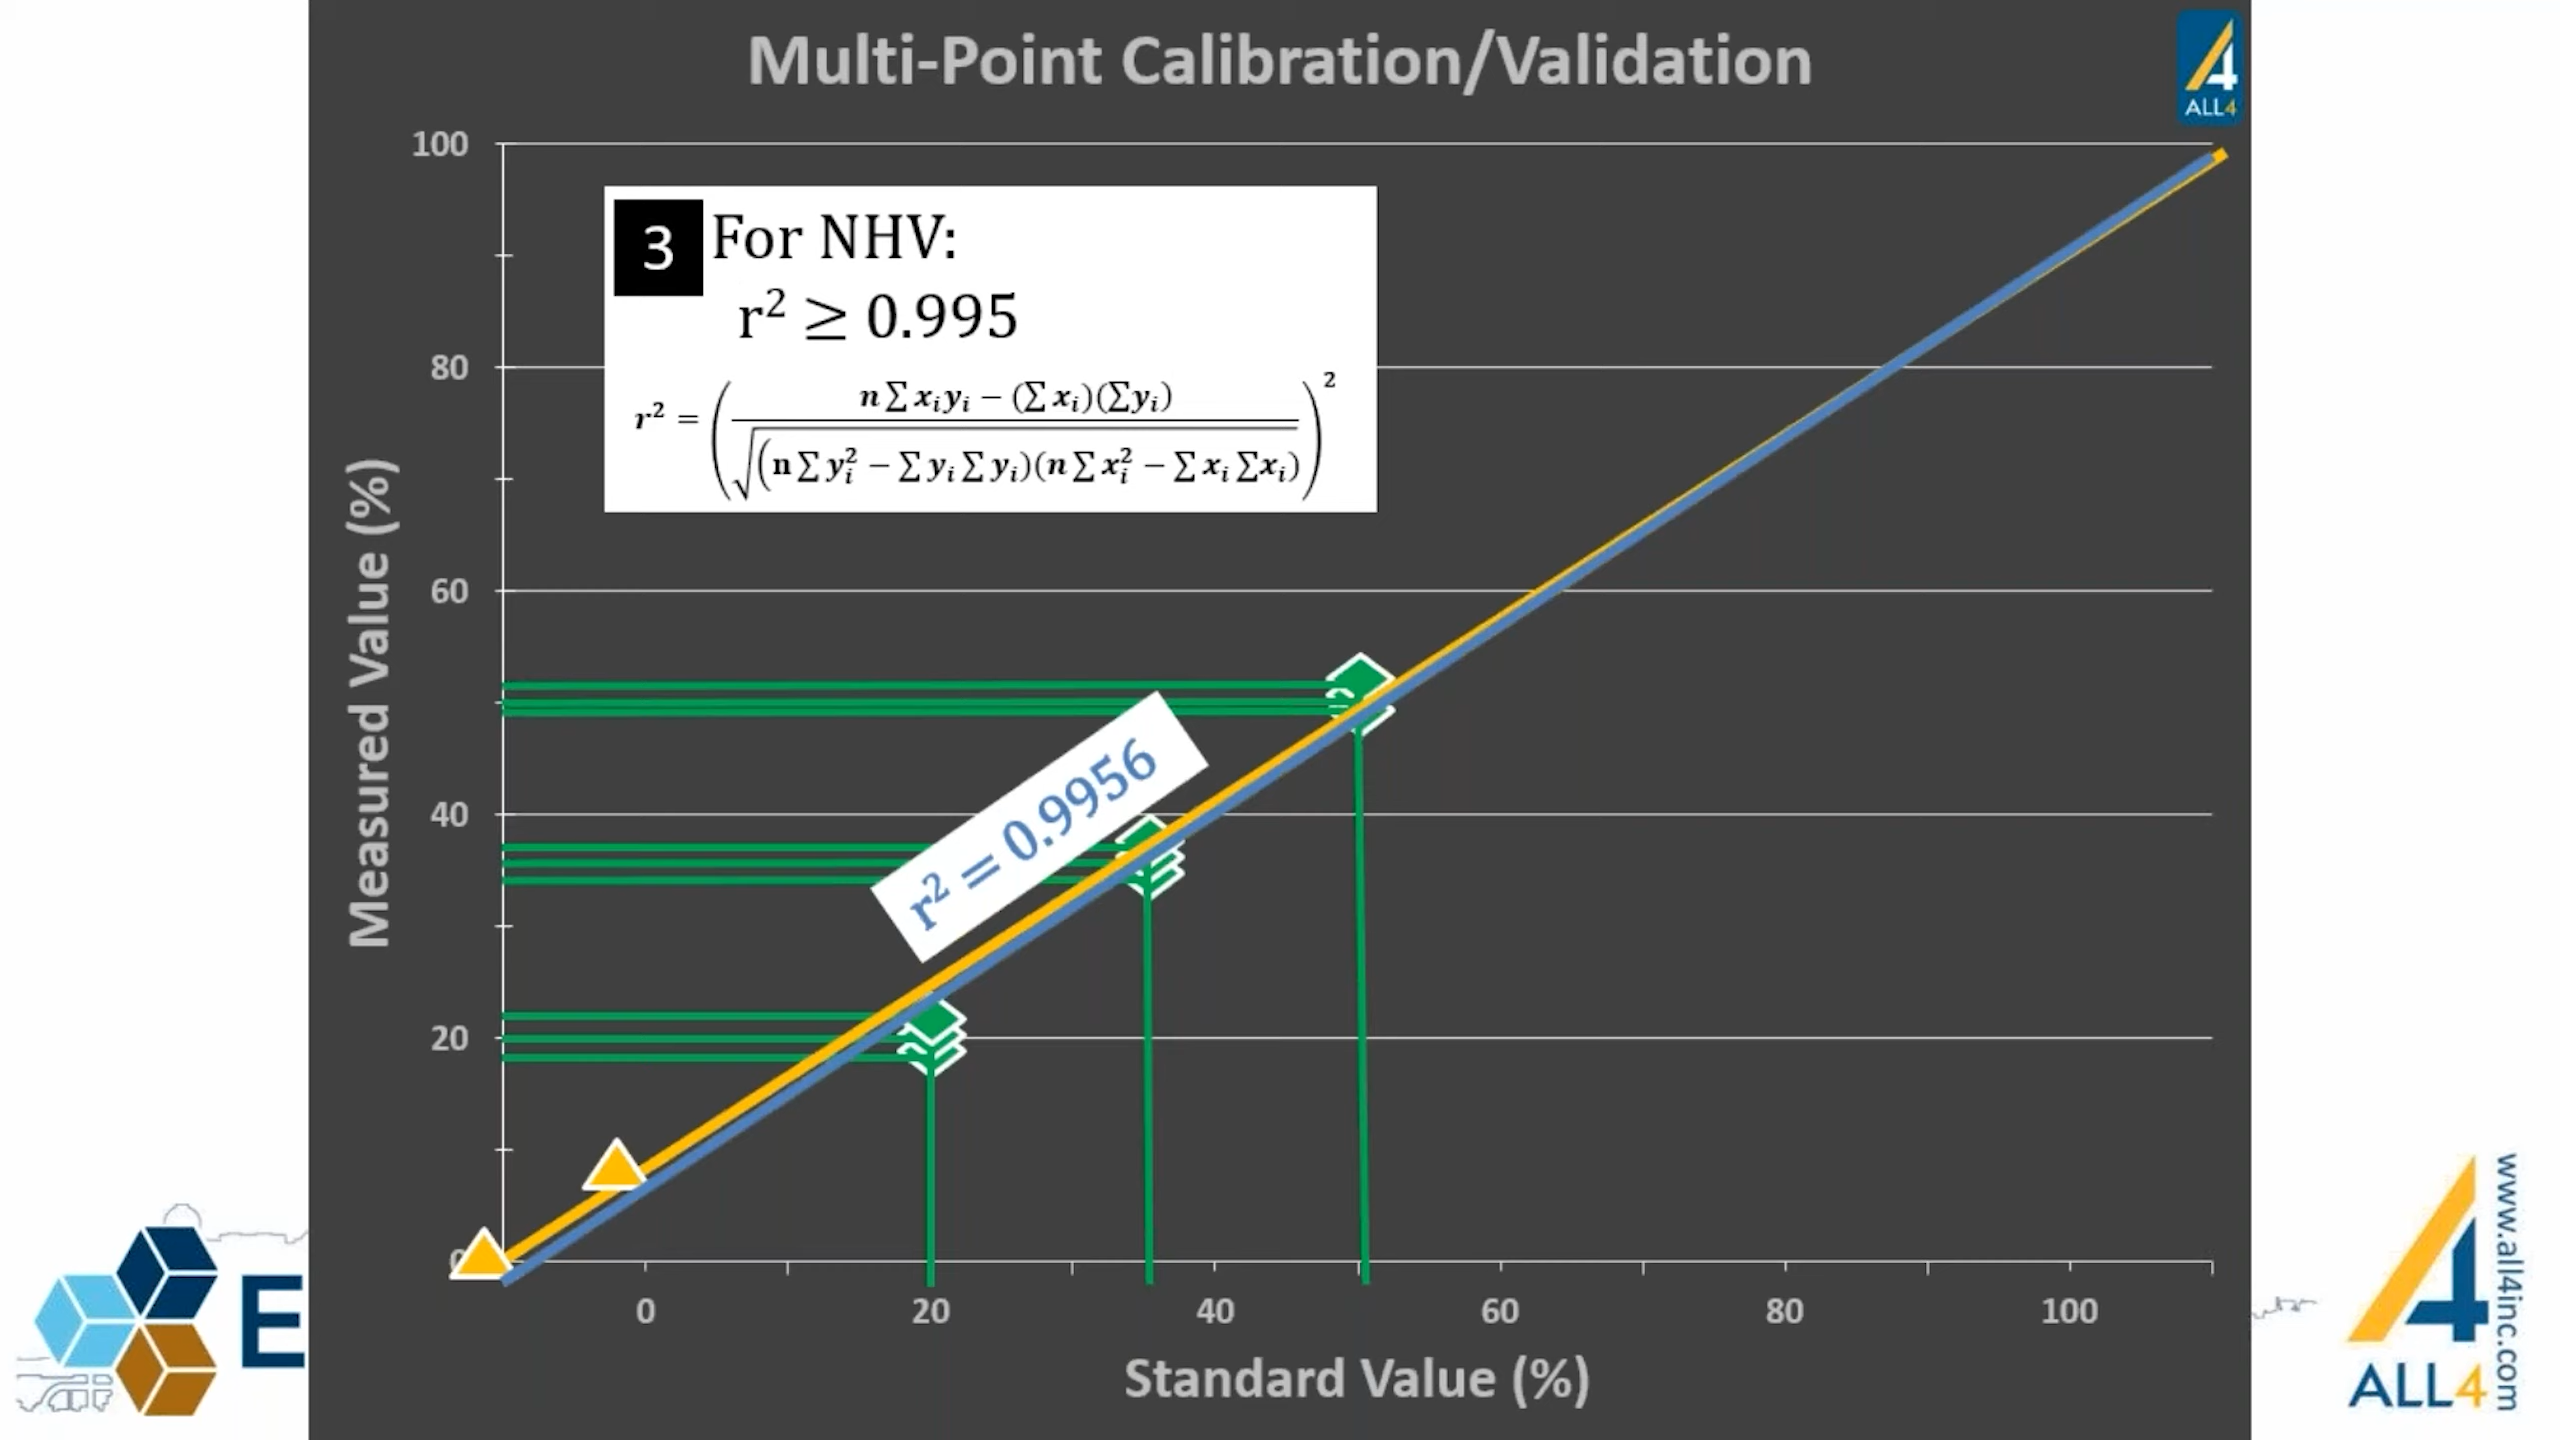 Multi-Point Calibration/Validation
ALL4
100
80
60
40
20
0
Measured Value (%)
3
For NHV:
r² ≥ 0.995
r² = (n∑xᵢyᵢ − (∑xᵢ)(∑yᵢ) / √((n∑yᵢ² − ∑yᵢ∑yᵢ)(n∑xᵢ² − ∑xᵢ∑xᵢ)))²
r² = 0.9956
0 20 40 60 80 100
Standard Value (%)
E
ALL4
www.all4inc.com